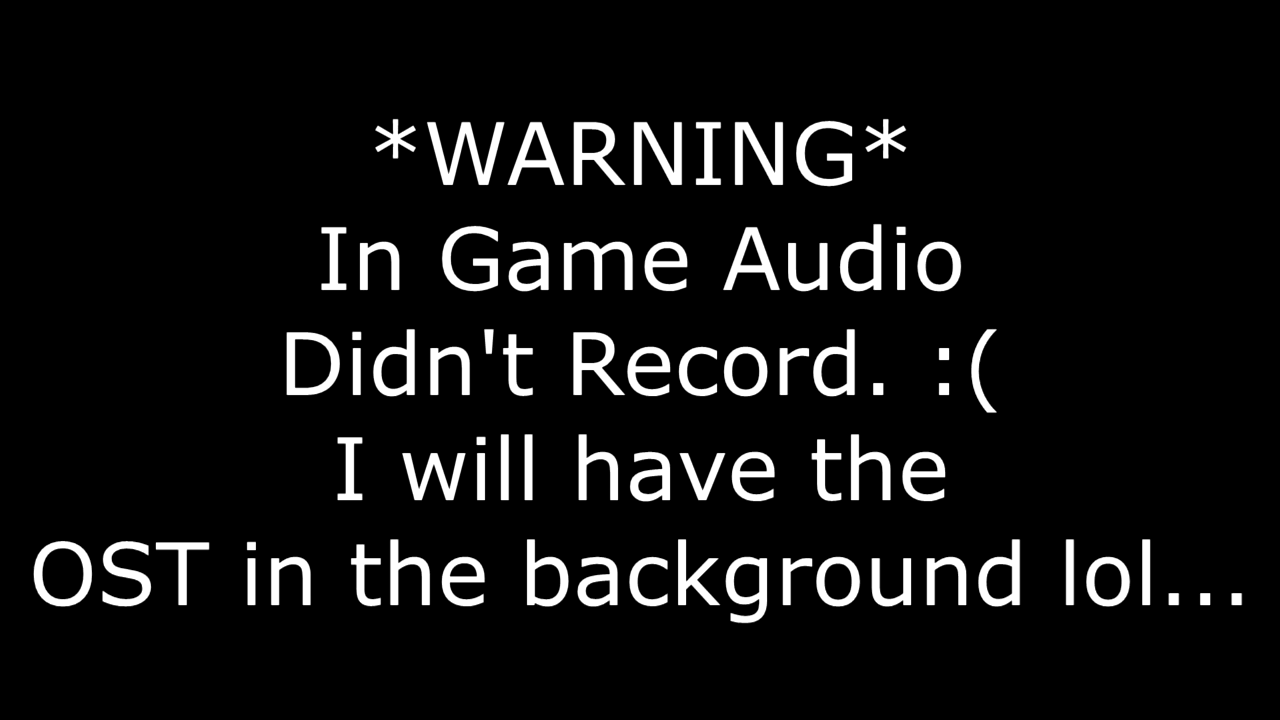 *WARNING*
In Game Audio
Didn't Record. :(
I will have the
OST in the background lol...